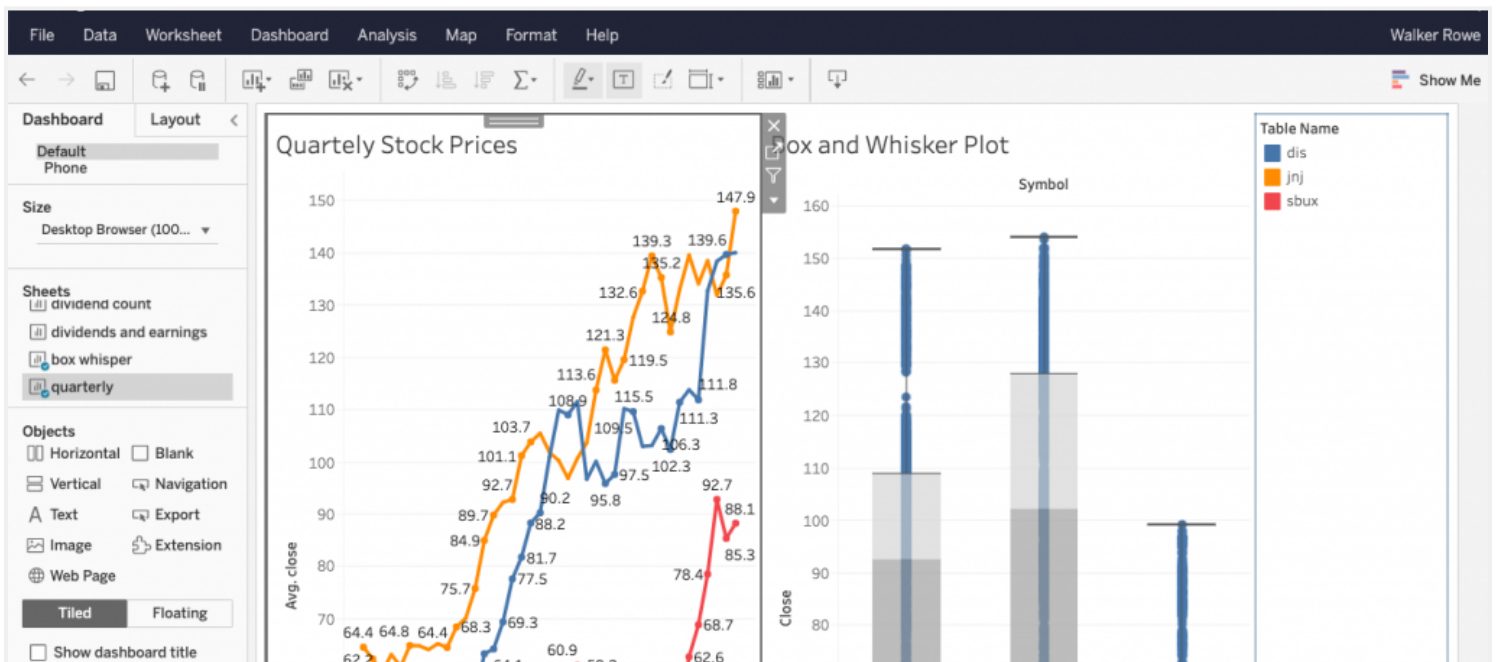 File Data Worksheet Dashboard Analysis Map Format Help Walker Rowe
Show Me
Dashboard Layout
Default
Phone
Size
Desktop Browser (100...
Sheets
dividend count
dividends and earnings
box whisper
quarterly
Objects
Horizontal Blank
Vertical Navigation
A Text Export
Image Extension
Web Page
Tiled Floating
Show dashboard title
Quartely Stock Prices
150
140
130
120
110
100
90
80
70
Avg. close
147.9
139.3 139.6
135.2
132.6 135.6
124.8
121.3
119.5
113.6
111.8
108.9 115.5
111.3
103.7 109.5
106.3
101.1 102.3
97.5
92.7 95.8
90.2 92.7
89.7 88.2 88.1
84.9 85.3
81.7
77.5 78.4
75.7
69.3 68.7
68.3
64.4 64.8 64.4
62.2 60.9 62.6
Box and Whisker Plot
Symbol
160
150
140
130
120
110
100
90
80
Close
Table Name
dis
jnj
sbux